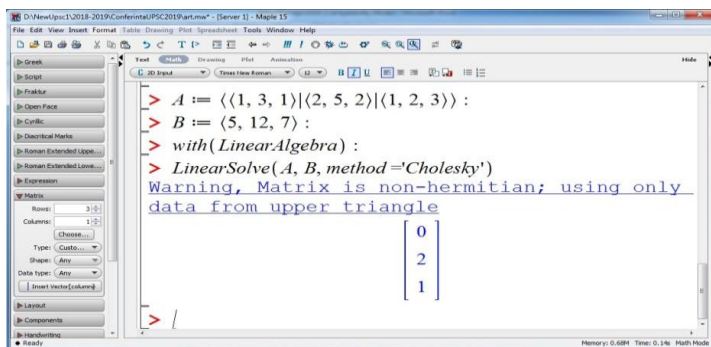 D:\NewUpsc1\2018-2019\ConferintaUPSC2019\art.mw* - [Server 1] - Maple 15
File Edit View Insert Format Table Drawing Plot Spreadsheet Tools Window Help
Greek
Script
Fraktur
Open Face
Cyrillic
Diacritical Marks
Roman Extended Uppe...
Roman Extended Lowe...
Expression
Matrix
Rows: 3
Columns: 1
Choose...
Type: Custo...
Shape: Any
Data type: Any
Insert Vector[column]
Layout
Components
Handwriting
Ready
Text Math Drawing Plot Animation Hide
C 2D Input Times New Roman 12 B I U
> A := ⟨⟨1, 3, 1⟩|⟨2, 5, 2⟩|⟨1, 2, 3⟩⟩ :
> B := ⟨5, 12, 7⟩ :
> with(LinearAlgebra) :
> LinearSolve(A, B, method ='Cholesky')
Warning, Matrix is non-hermitian; using only
data from upper triangle
0
2
1
>
Memory: 0.68M Time: 0.14s Math Mode